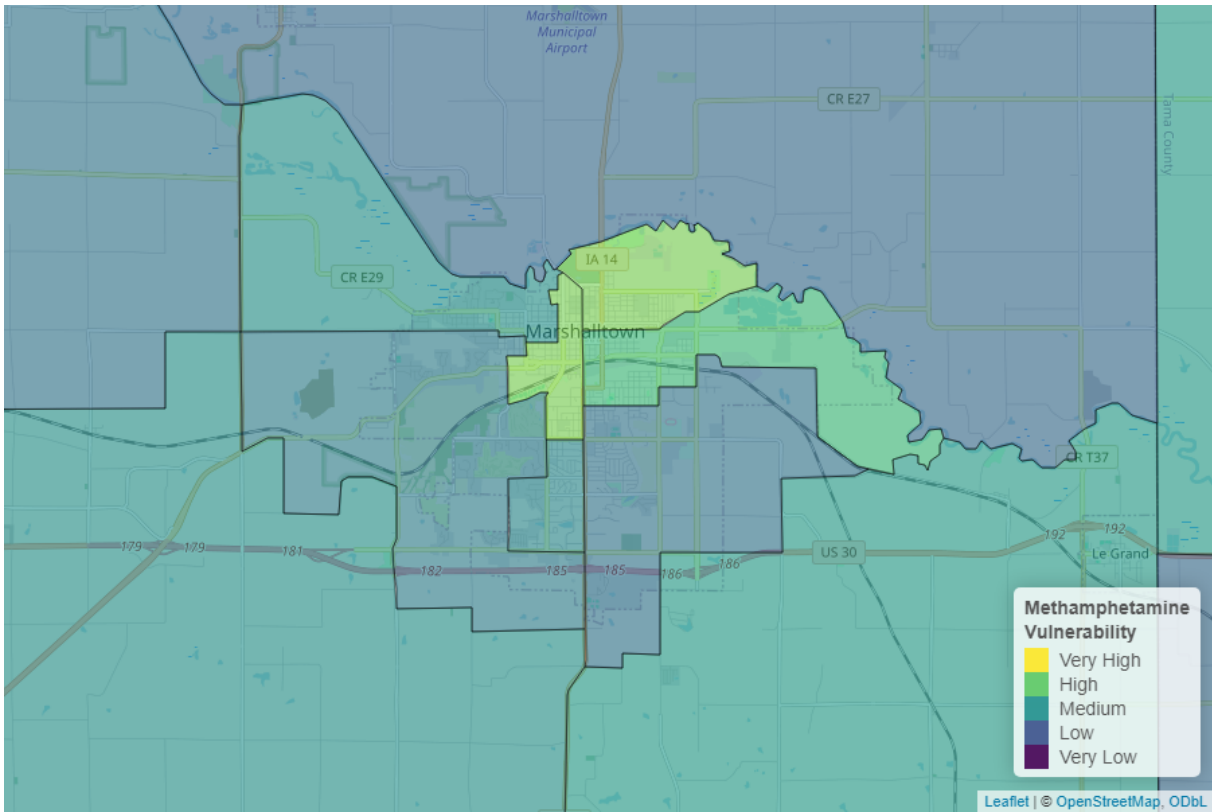 Marshalltown
Municipal
Airport
CR E27
Tama County
IA 14
CR E29
Marshalltown
CR T37
179
179
181
182
185
185
186
186
US 30
192
192
Le Grand
Methamphetamine
Vulnerability
Very High
High
Medium
Low
Very Low
Leaflet | © OpenStreetMap, ODbL